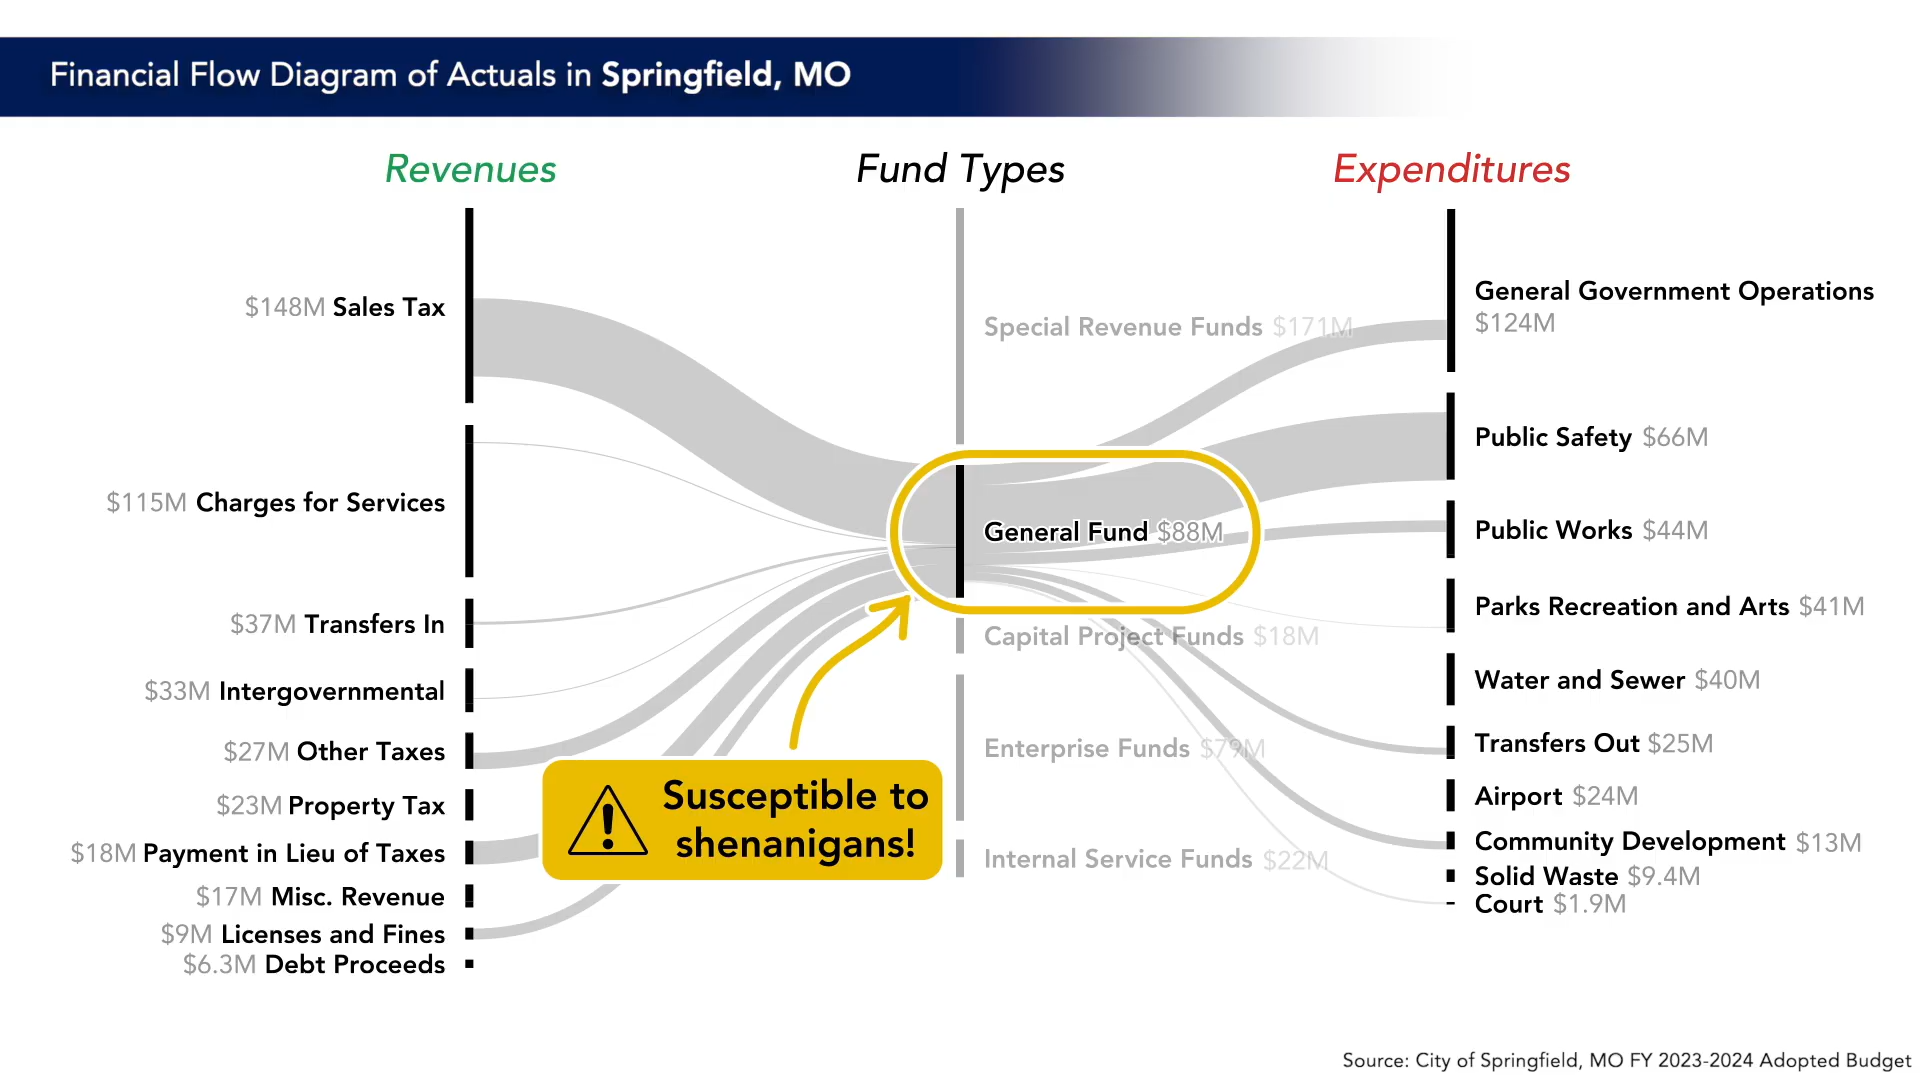 Financial Flow Diagram of Actuals in Springfield, MO
Revenues
Fund Types
Expenditures
$148M Sales Tax
$115M Charges for Services
$37M Transfers In
$33M Intergovernmental
$27M Other Taxes
$23M Property Tax
$18M Payment in Lieu of Taxes
$17M Misc. Revenue
$9M Licenses and Fines
$6.3M Debt Proceeds
Special Revenue Funds $171M
General Fund $88M
Capital Project Funds $18M
Enterprise Funds $79M
Internal Service Funds $22M
Susceptible to
shenanigans!
General Government Operations
$124M
Public Safety $66M
Public Works $44M
Parks Recreation and Arts $41M
Water and Sewer $40M
Transfers Out $25M
Airport $24M
Community Development $13M
Solid Waste $9.4M
Court $1.9M
Source: City of Springfield, MO FY 2023-2024 Adopted Budget